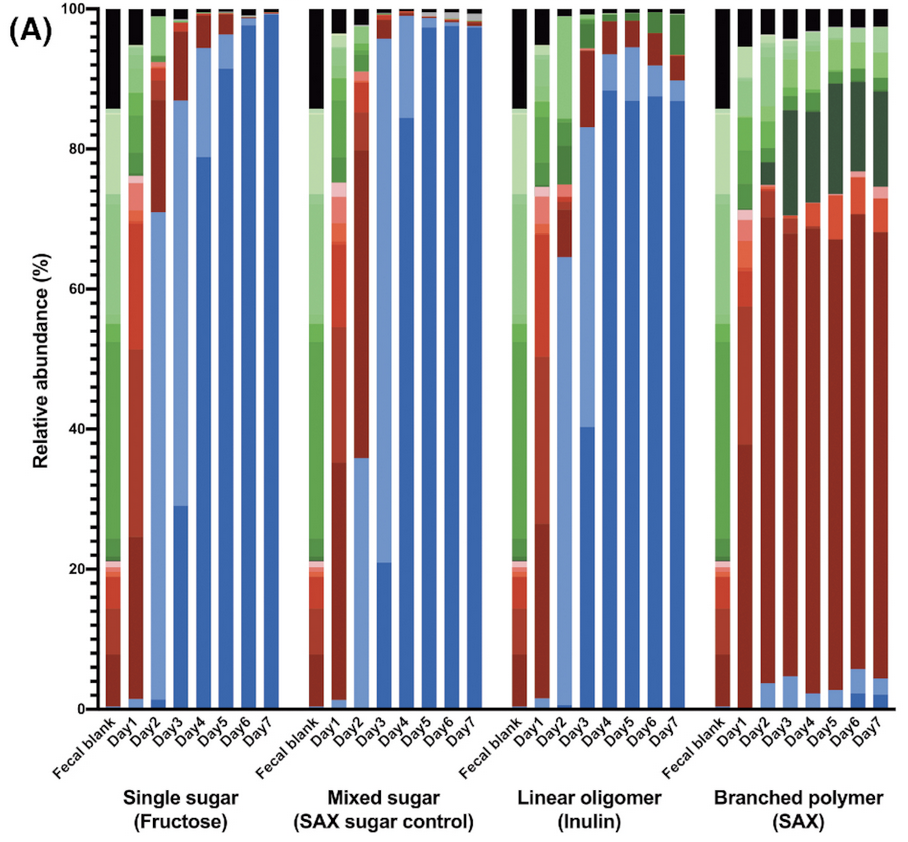 (A)
Relative abundance (%)
100
80
60
40
20
0
Fecal blank Day1 Day2 Day3 Day4 Day5 Day6 Day7
Fecal blank Day1 Day2 Day3 Day4 Day5 Day6 Day7
Fecal blank Day1 Day2 Day3 Day4 Day5 Day6 Day7
Fecal blank Day1 Day2 Day3 Day4 Day5 Day6 Day7
Single sugar
(Fructose)
Mixed sugar
(SAX sugar control)
Linear oligomer
(Inulin)
Branched polymer
(SAX)